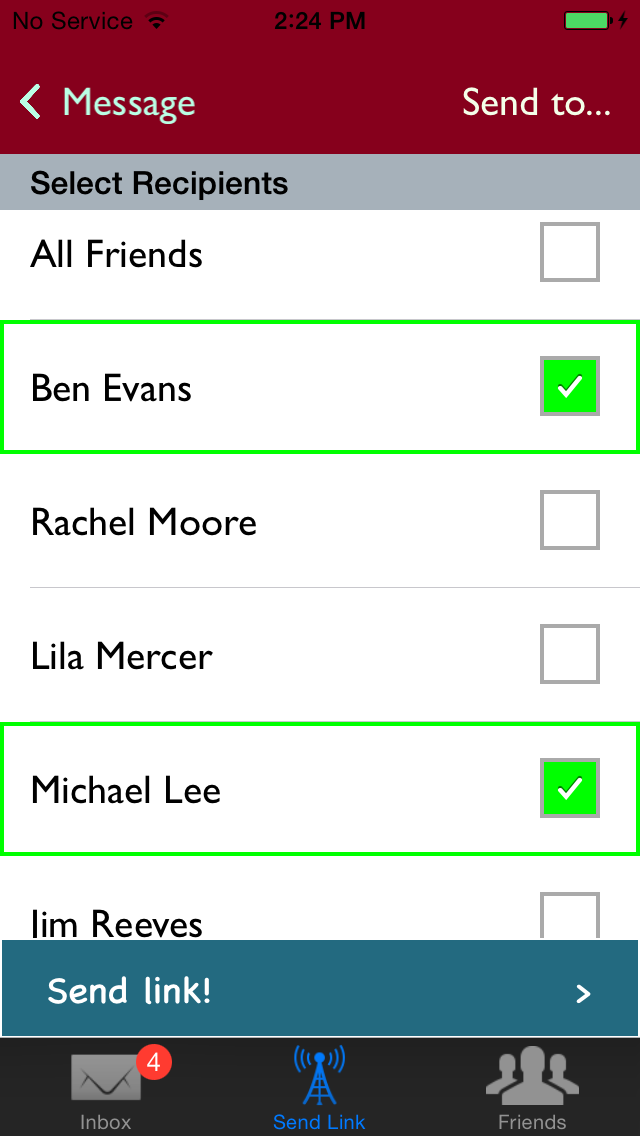 No Service 2:24 PM
Message Send to...
Select Recipients
All Friends
Ben Evans
Rachel Moore
Lila Mercer
Michael Lee
Jim Reeves
Send link! >
4
Inbox Send Link Friends